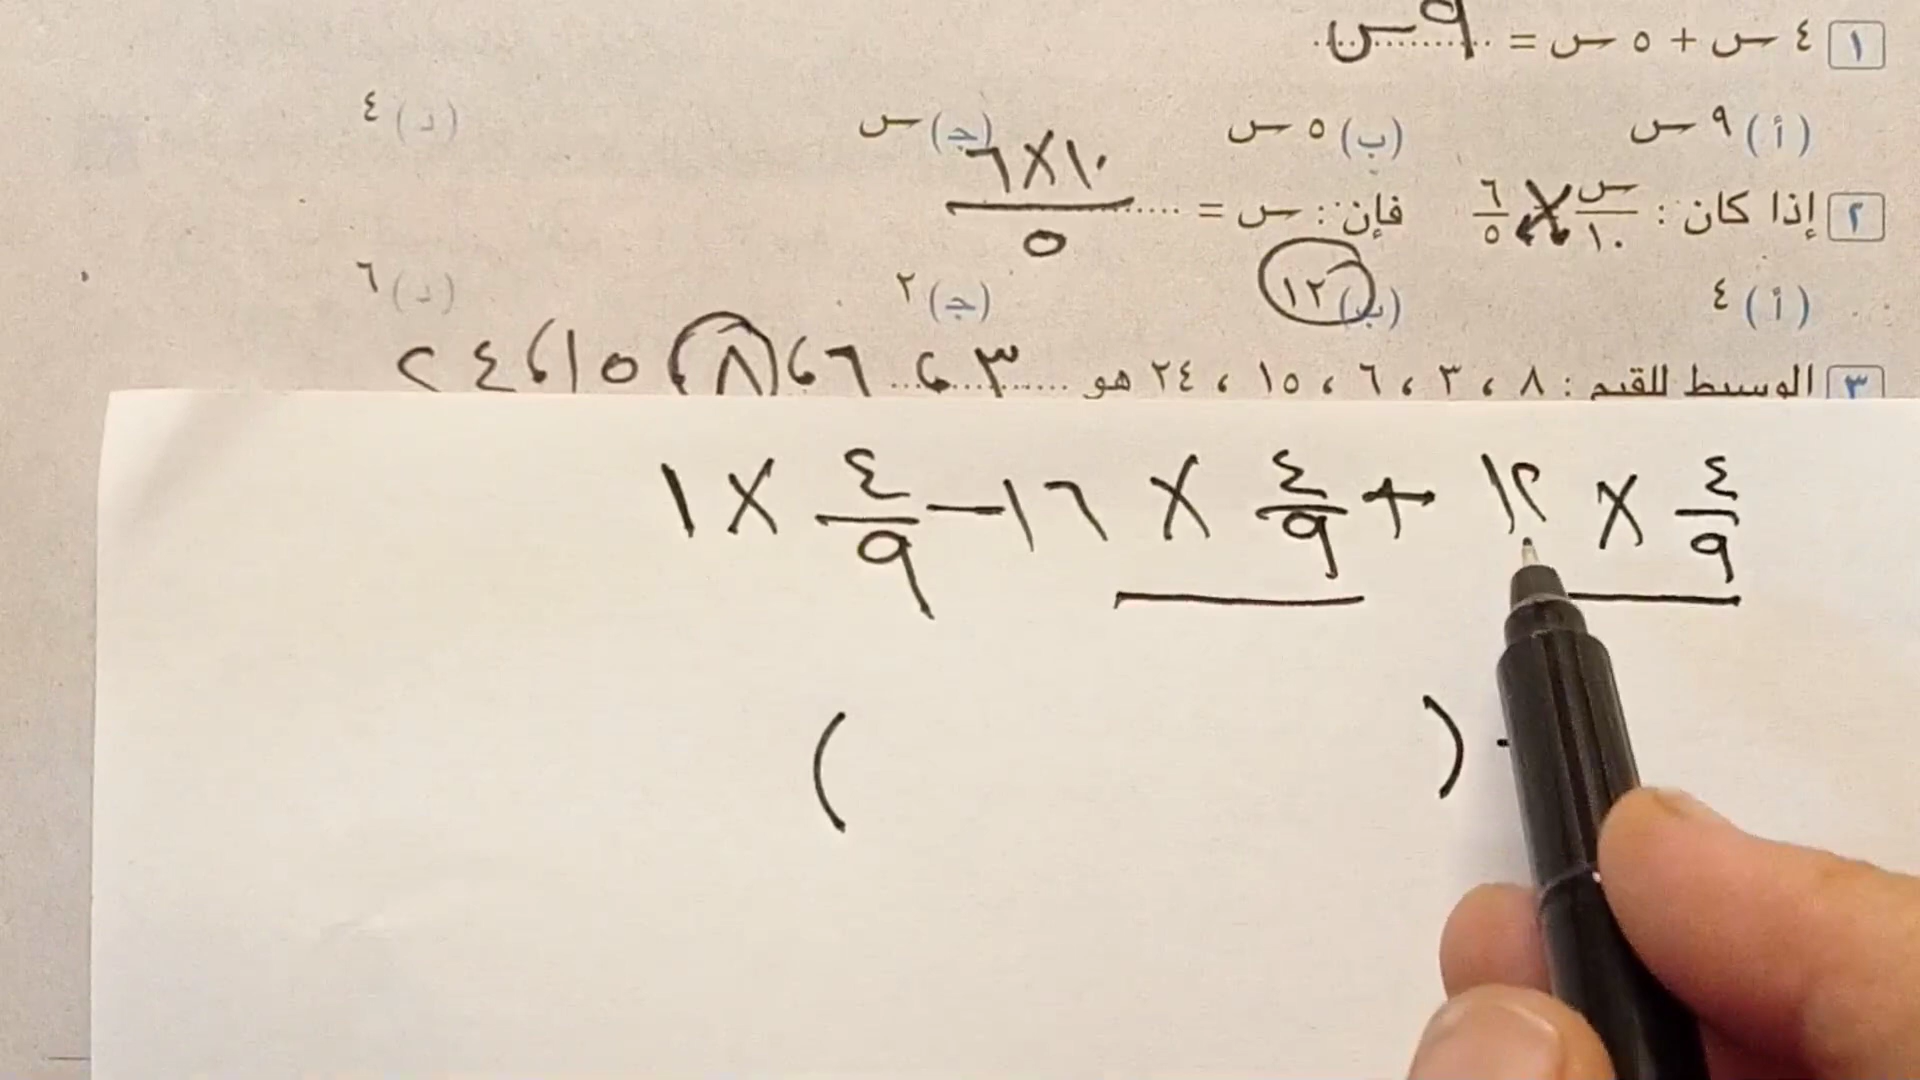 ١ ٤ س + ٥ س = ٩ س
(أ) ٩ س (ب) ٥ س (جـ) س (د) ٤
٢ إذا كان : س/١٠ × ٦/٥ فإن : س = ٦×١٠/٥
(أ) ٤ (ب) ١٢ (جـ) ٢ (د) ٦
٣ الوسيط للقيم : ٨ ، ٣ ، ٦ ، ١٥ ، ٢٤ هو ٣ ، ٦ ، ٨ ، ١٥ ، ٢٤
٤/٩ × ١٢ + ٤/٩ × ١٦ − ٤/٩ × ١
( )